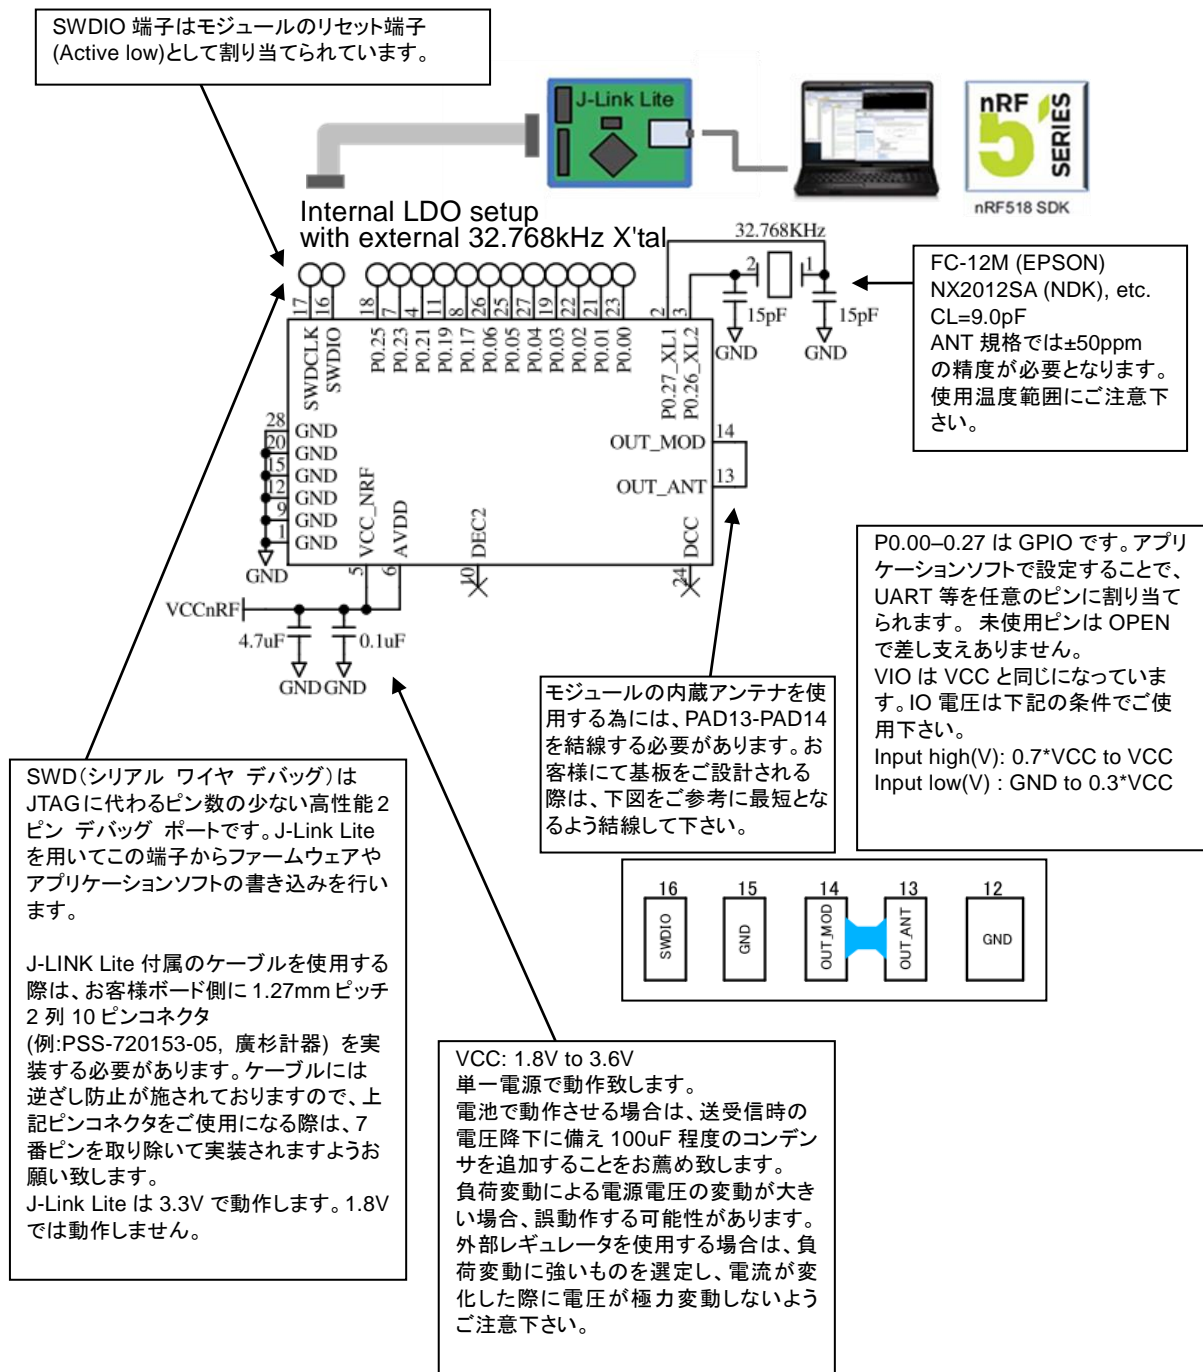 SWDIO 端子はモジュールのリセット端子
(Active low)として割り当てられています。
J-Link Lite
nRF
5
SERIES
nRF518 SDK
Internal LDO setup
with external 32.768kHz X'tal
32.768KHz
2
1
15pF
15pF
GND
GND
17
16
18
7
4
11
8
26
25
27
19
22
21
23
2
3
SWDCLK
SWDIO
P0.25
P0.23
P0.21
P0.19
P0.17
P0.06
P0.05
P0.04
P0.03
P0.02
P0.01
P0.00
P0.27_XL1
P0.26_XL2
28 GND
20 GND
15 GND
12 GND
9 GND
1 GND
GND
OUT_MOD 14
OUT_ANT 13
VCC_NRF
AVDD
DEC2
DCC
5
6
10
24
VCCnRF
4.7uF
0.1uF
GND GND
FC-12M (EPSON)
NX2012SA (NDK), etc.
CL=9.0pF
ANT 規格では±50ppm
の精度が必要となります。
使用温度範囲にご注意下
さい。
P0.00–0.27 は GPIO です。アプリ
ケーションソフトで設定することで、
UART 等を任意のピンに割り当て
られます。 未使用ピンは OPEN
で差し支えありません。
VIO は VCC と同じになっていま
す。IO 電圧は下記の条件でご使
用下さい。
Input high(V): 0.7*VCC to VCC
Input low(V) : GND to 0.3*VCC
モジュールの内蔵アンテナを使
用する為には、PAD13-PAD14
を結線する必要があります。お
客様にて基板をご設計される
際は、下図をご参考に最短とな
るよう結線して下さい。
16
15
14
13
12
SWDIO
GND
OUT_MOD
OUT_ANT
GND
SWD(シリアル ワイヤ デバッグ)は
JTAGに代わるピン数の少ない高性能2
ピン デバッグ ポートです。J-Link Lite
を用いてこの端子からファームウェアや
アプリケーションソフトの書き込みを行い
ます。
J-LINK Lite 付属のケーブルを使用する
際は、お客様ボード側に1.27mmピッチ
2 列 10 ピンコネクタ
(例:PSS-720153-05, 廣杉計器) を実
装する必要があります。ケーブルには
逆ざし防止が施されておりますので、上
記ピンコネクタをご使用になる際は、7
番ピンを取り除いて実装されますようお
願い致します。
J-Link Lite は 3.3V で動作します。1.8V
では動作しません。
VCC: 1.8V to 3.6V
単一電源で動作致します。
電池で動作させる場合は、送受信時の
電圧降下に備え 100uF 程度のコンデン
サを追加することをお薦め致します。
負荷変動による電源電圧の変動が大き
い場合、誤動作する可能性があります。
外部レギュレータを使用する場合は、負
荷変動に強いものを選定し、電流が変
化した際に電圧が極力変動しないよう
ご注意下さい。